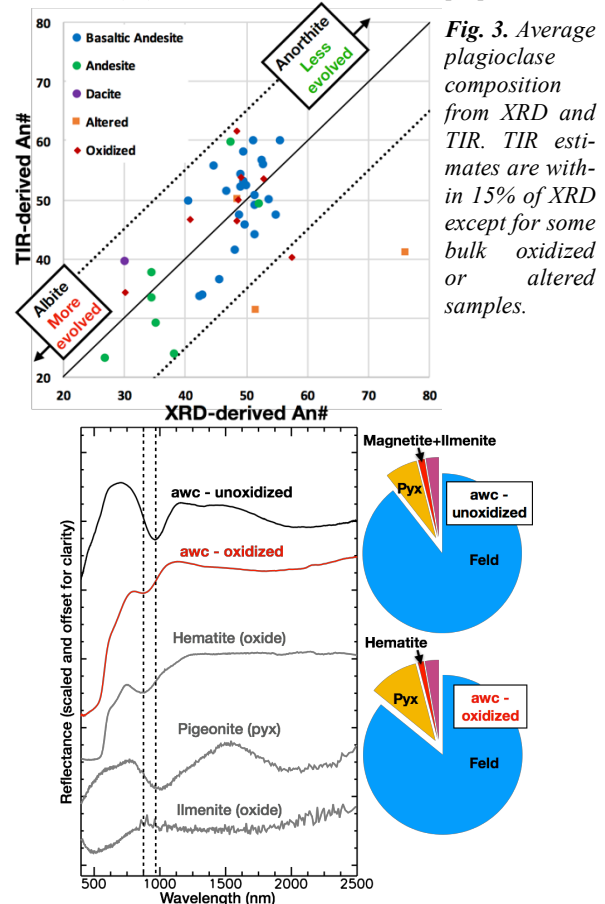 80
70
60
50
40
30
20
TIR-derived An#
Basaltic Andesite
Andesite
Dacite
Altered
Oxidized
Anorthite
Less
evolved
Albite
More
evolved
20 30 40 50 60 70 80
XRD-derived An#
Fig. 3. Average
plagioclase
composition
from XRD and
TIR. TIR esti-
mates are with-
in 15% of XRD
except for some
bulk oxidized
or altered
samples.
Reflectance (scaled and offset for clarity)
awc - unoxidized
awc - oxidized
Hematite (oxide)
Pigeonite (pyx)
Ilmenite (oxide)
500 1000 1500 2000 2500
Wavelength (nm)
Magnetite+Ilmenite
Pyx
awc -
unoxidized
Feld
Hematite
Pyx
awc -
oxidized
Feld